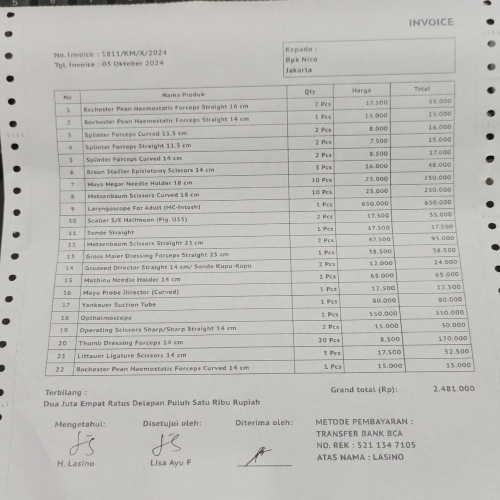 INVOICE
No. Invoice : 1811/KM/X/2024
Tgl. Invoice : 05 Oktober 2024
Kepada :
Bpk Nico
Jakarta
No Nama Produk Qty Harga Total
1 Rochester Pean Haemostatic Forceps Straight 16 cm 2 Pcs 17.500 35.000
2 Rochester Pean Haemostatic Forceps Straight 14 cm 1 Pcs 15.000 15.000
3 Splinter Forceps Curved 11.5 cm 2 Pcs 8.000 16.000
4 Splinter Forceps Straight 11.5 cm 2 Pcs 7.500 15.000
5 Splinter Forceps Curved 14 cm 2 Pcs 8.500 17.000
6 Braun Stadler Episiotomy Scissors 14 cm 3 Pcs 16.000 48.000
7 Mayo Hegar Needle Holder 18 cm 10 Pcs 25.000 250.000
8 Metzenbaum Scissors Curved 18 cm 10 Pcs 25.000 250.000
9 Laryngoscope For Adult (MC-Intosh) 1 Pcs 650.000 650.000
10 Scaller S/E Halfmoon (Fig. U15) 2 Pcs 17.500 35.000
11 Sonde Straight 1 Pcs 17.500 17.500
12 Metzenbaum Scissors Straight 23 cm 2 Pcs 47.500 95.000
13 Gross Maier Dressing Forceps Straight 25 cm 1 Pcs 38.500 38.500
14 Grooved Director Straight 14 cm/ Sonde Kupu-Kupu 2 Pcs 12.000 24.000
15 Mathieu Needle Holder 14 cm 1 Pcs 65.000 65.000
16 Mayo Probe Director (Curved) 1 Pcs 12.500 12.500
17 Yankauer Suction Tube 1 Pcs 80.000 80.000
18 Opthalmoscope 1 Pcs 550.000 550.000
19 Operating Scissors Sharp/Sharp Straight 14 cm 2 Pcs 15.000 30.000
20 Thumb Dressing Forceps 14 cm 20 Pcs 8.500 170.000
21 Littauer Ligature Scissors 14 cm 3 Pcs 17.500 52.500
22 Rochester Pean Haemostatic Forceps Curved 14 cm 1 Pcs 15.000 15.000
Terbilang :
Grand total (Rp): 2.481.000
Dua Juta Empat Ratus Delapan Puluh Satu Ribu Rupiah
Mengetahui:
H. Lasino
Disetujui oleh:
Lisa Ayu F
Diterima oleh:
METODE PEMBAYARAN :
TRANSFER BANK BCA
NO. REK : 521 134 7105
ATAS NAMA : LASINO